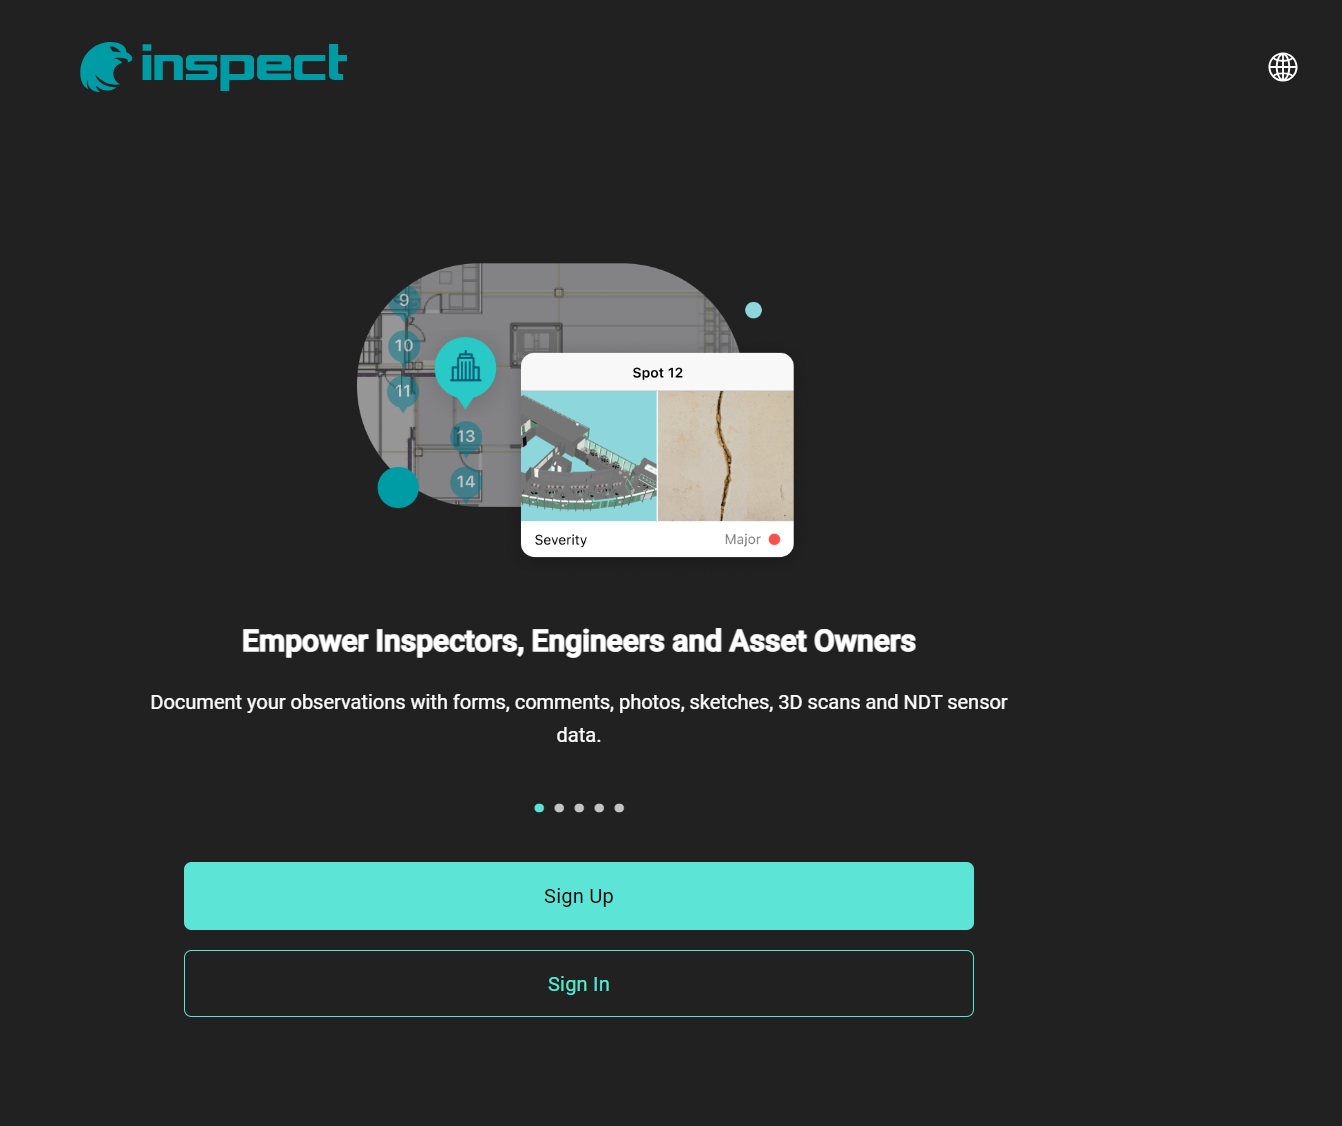 inspect
9
10
11
13
14
Spot 12
Severity
Major
Empower Inspectors, Engineers and Asset Owners
Document your observations with forms, comments, photos, sketches, 3D scans and NDT sensor
data.
Sign Up
Sign In